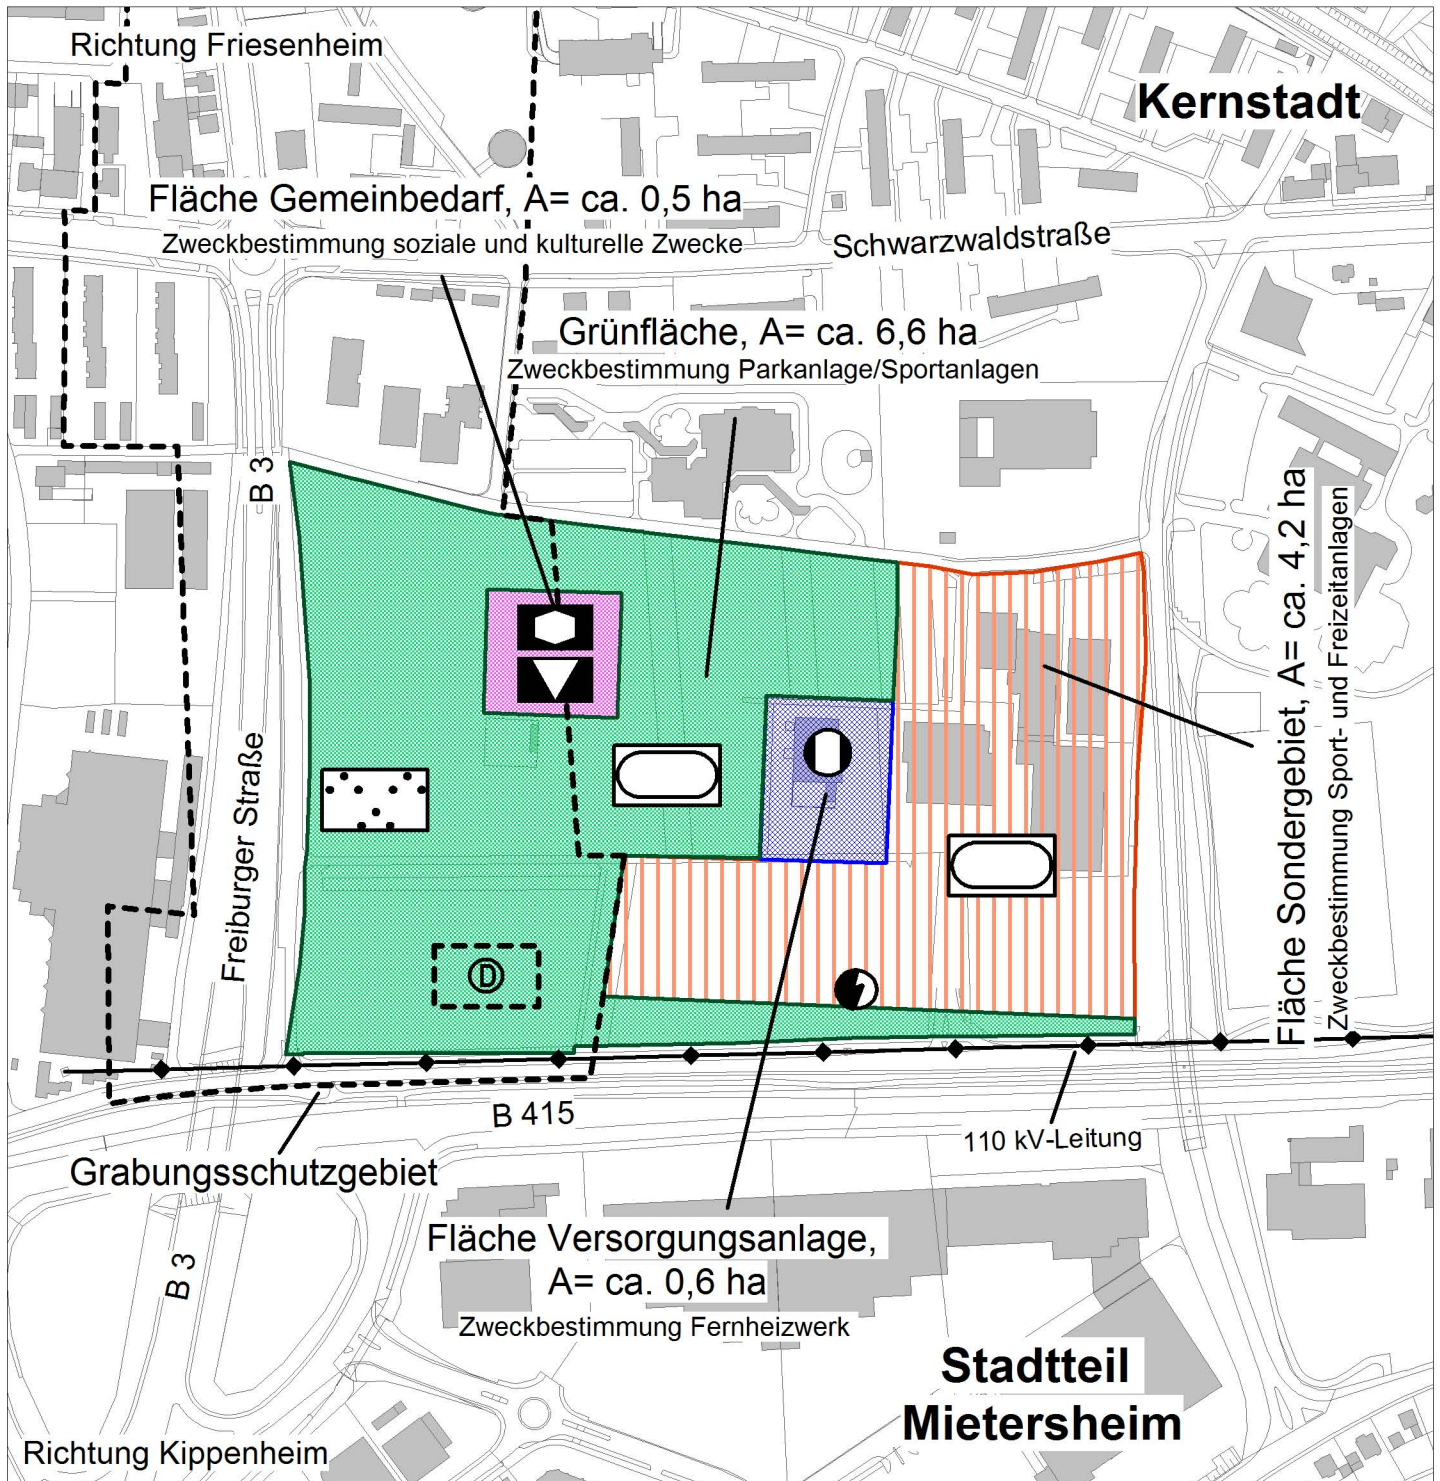 Richtung Friesenheim
Kernstadt
Fläche Gemeinbedarf, A= ca. 0,5 ha
Zweckbestimmung soziale und kulturelle Zwecke
Schwarzwaldstraße
Grünfläche, A= ca. 6,6 ha
Zweckbestimmung Parkanlage/Sportanlagen
B 3
Fläche Sondergebiet, A= ca. 4,2 ha
Zweckbestimmung Sport- und Freizeitanlagen
Freiburger Straße
D
B 415
110 kV-Leitung
Grabungsschutzgebiet
B 3
Fläche Versorgungsanlage,
A= ca. 0,6 ha
Zweckbestimmung Fernheizwerk
Stadtteil
Mietersheim
Richtung Kippenheim